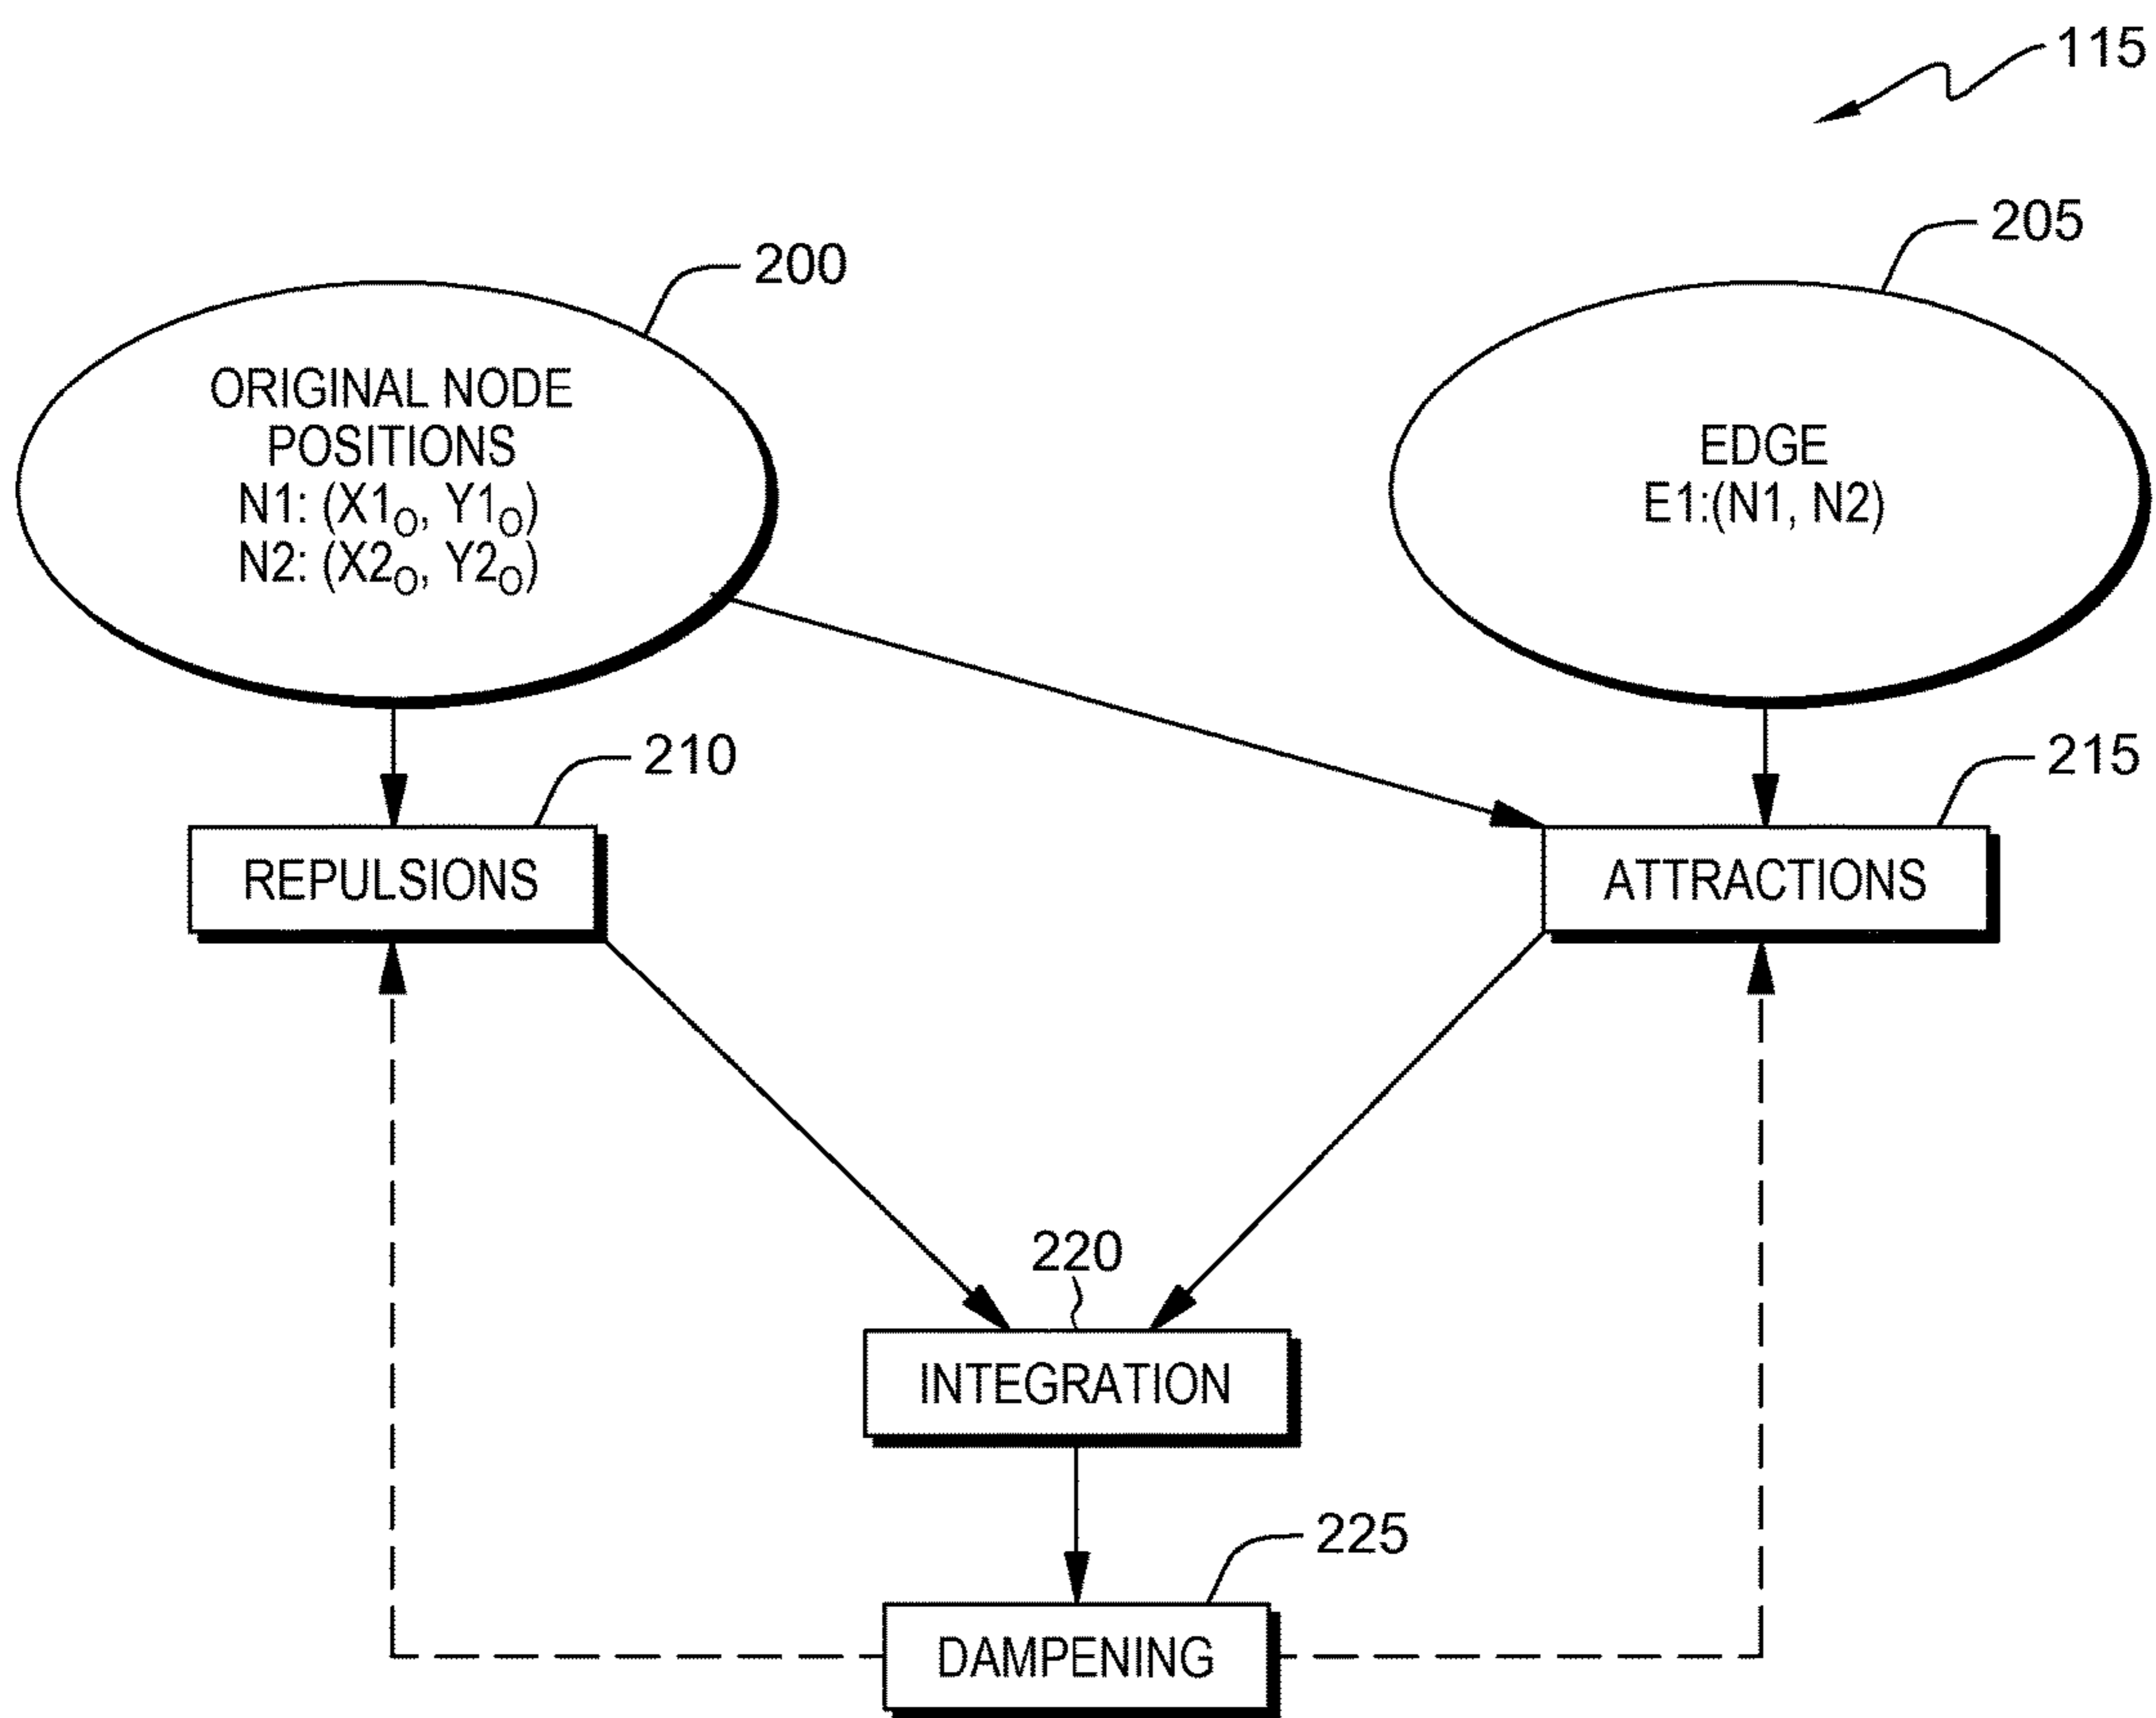 115
200
205
ORIGINAL NODE
POSITIONS
N1: (X1O, Y1O)
N2: (X2O, Y2O)
EDGE
E1:(N1, N2)
210
215
REPULSIONS
ATTRACTIONS
220
INTEGRATION
225
DAMPENING